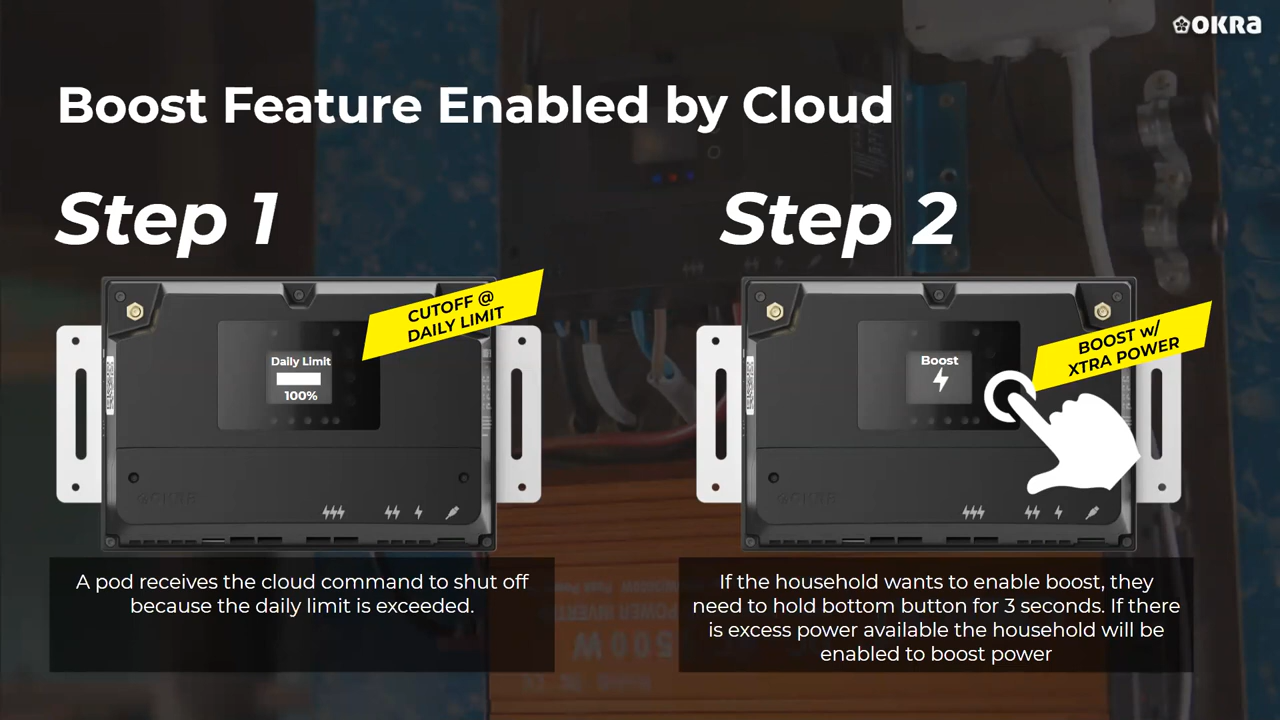 OKRA
Boost Feature Enabled by Cloud
Step 1
CUTOFF @
DAILY LIMIT
Daily Limit
100%
A pod receives the cloud command to shut off
because the daily limit is exceeded.
Step 2
BOOST w/
XTRA POWER
Boost
If the household wants to enable boost, they
need to hold bottom button for 3 seconds. If there
is excess power available the household will be
enabled to boost power
POWER INVERT
500W